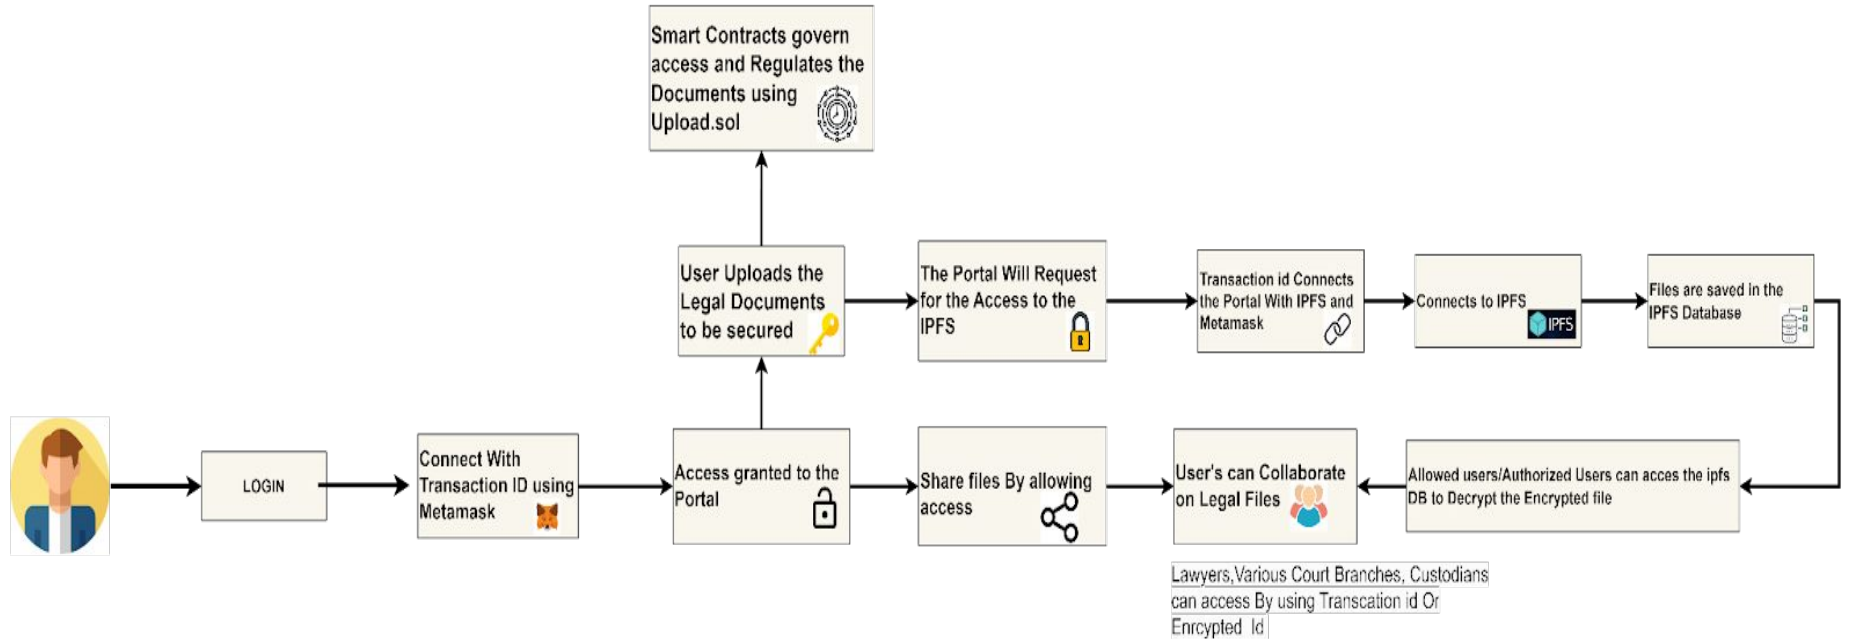 Smart Contracts govern
access and Regulates the
Documents using
Upload.sol
User Uploads the
Legal Documents
to be secured
The Portal Will Request
for the Access to the
IPFS
Transaction id Connects
the Portal With IPFS and
Metamask
Connects to IPFS
IPFS
Files are saved in the
IPFS Database
LOGIN
Connect With
Transaction ID using
Metamask
Access granted to the
Portal
Share files By allowing
access
User's can Collaborate
on Legal Files
Allowed users/Authorized Users can acces the ipfs
DB to Decrypt the Encrypted file
Lawyers,Various Court Branches, Custodians
can access By using Transcation id Or
Enrcypted Id